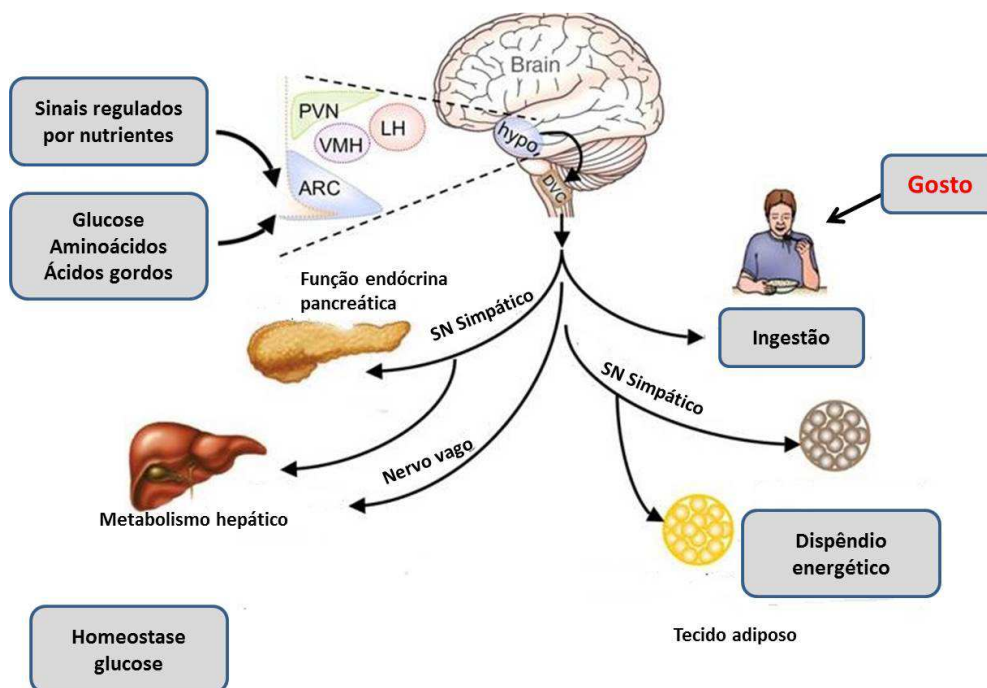 Brain
Sinais regulados
por nutrientes
PVN
LH
VMH
ARC
hypo.
DVC
Gosto
Glucose
Aminoácidos
Ácidos gordos
Função endócrina
pancreática
SN Simpático
Ingestão
SN Simpático
Nervo vago
Metabolismo hepático
Dispêndio
energético
Homeostase
glucose
Tecido adiposo